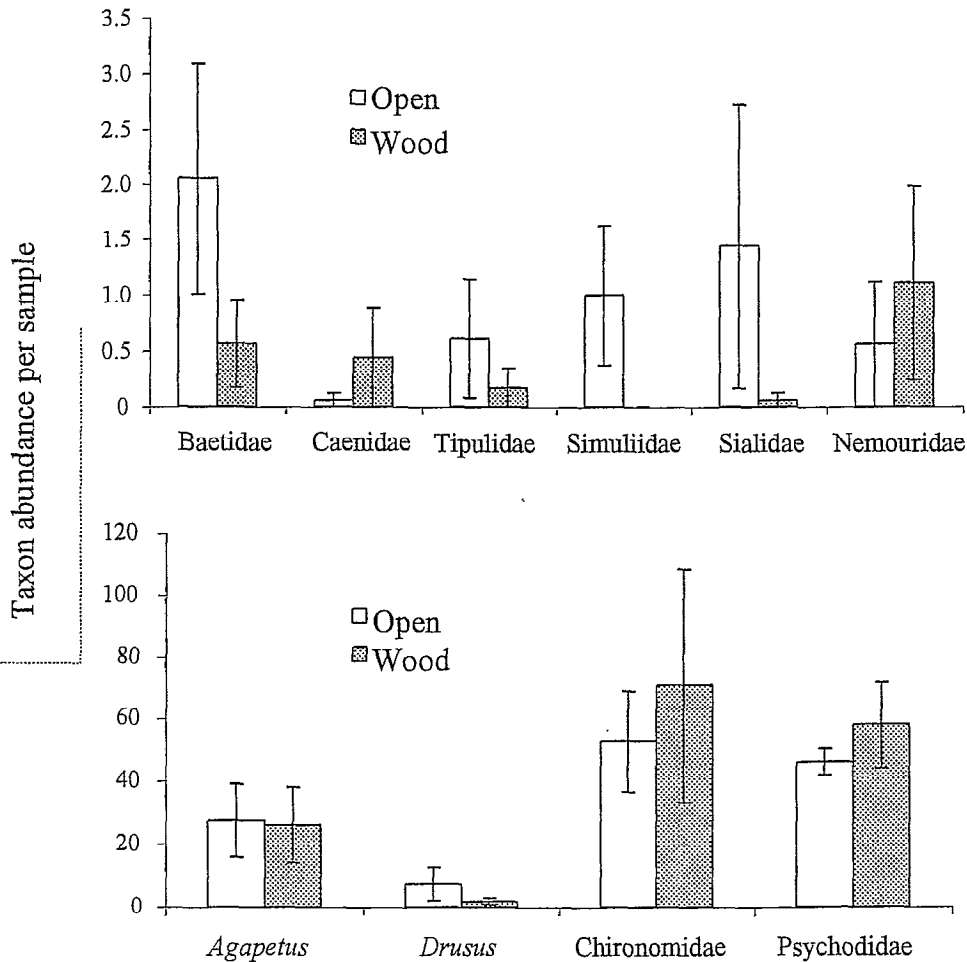 Taxon abundance per sample
3.5
3.0
2.5
2.0
1.5
1.0
0.5
0
Open
Wood
Baetidae Caenidae Tipulidae Simuliidae Sialidae Nemouridae
120
100
80
60
40
20
0
Open
Wood
Agapetus Drusus Chironomidae Psychodidae